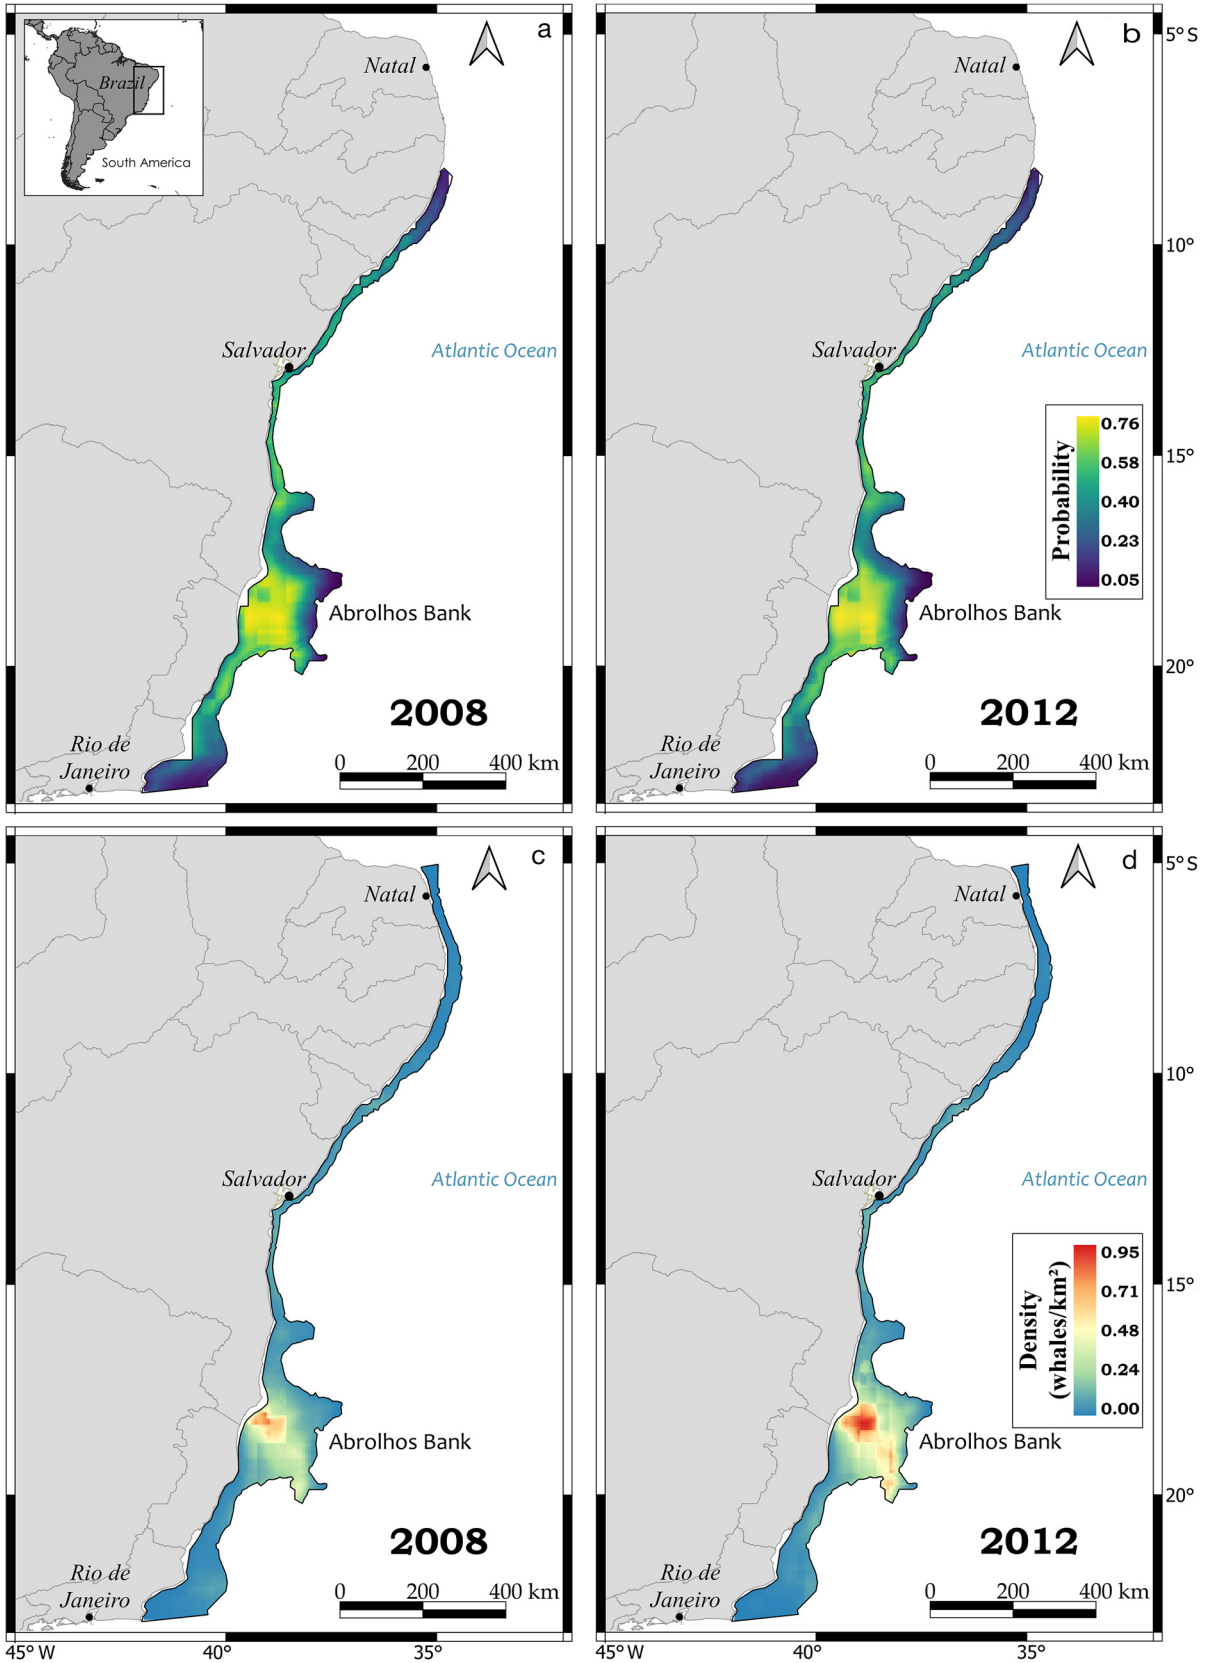 a
Natal
Brazil
South America
Salvador
Atlantic Ocean
Abrolhos Bank
2008
Rio de
Janeiro
0 200 400 km
b
5° S
Natal
10°
Salvador
Atlantic Ocean
Probability
0.76
0.58
0.40
0.23
0.05
15°
Abrolhos Bank
20°
2012
Rio de
Janeiro
0 200 400 km
c
Natal
Salvador
Atlantic Ocean
Abrolhos Bank
2008
Rio de
Janeiro
0 200 400 km
45° W 40° 35°
d
5° S
Natal
10°
Salvador
Atlantic Ocean
Density
(whales/km²)
0.95
0.71
0.48
0.24
0.00
15°
Abrolhos Bank
20°
2012
Rio de
Janeiro
0 200 400 km
40° 35°